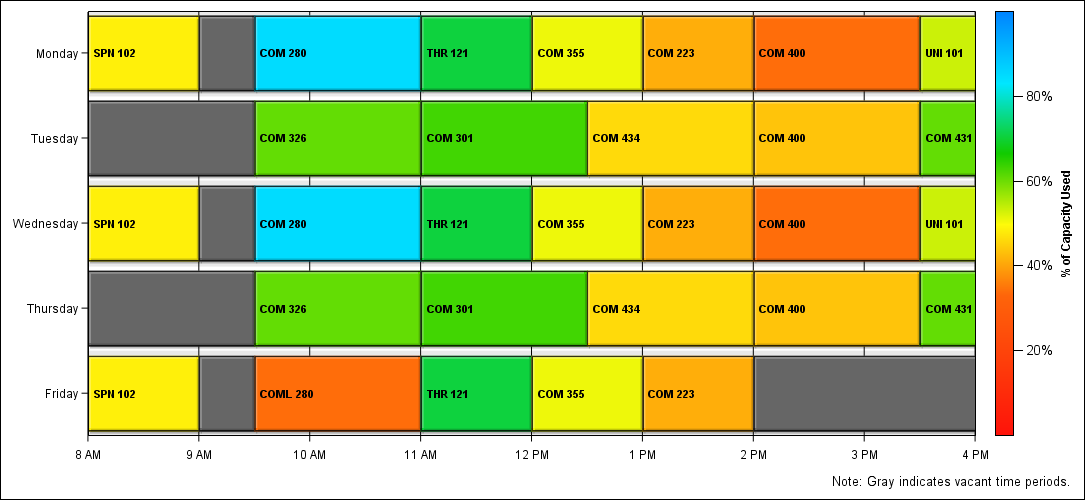 Monday SPN 102 COM 280 THR 121 COM 355 COM 223 COM 400 UNI 101
Tuesday COM 326 COM 301 COM 434 COM 400 COM 431
Wednesday SPN 102 COM 280 THR 121 COM 355 COM 223 COM 400 UNI 101
Thursday COM 326 COM 301 COM 434 COM 400 COM 431
Friday SPN 102 COML 280 THR 121 COM 355 COM 223
8 AM 9 AM 10 AM 11 AM 12 PM 1 PM 2 PM 3 PM 4 PM
80%
60%
40%
20%
% of Capacity Used
Note: Gray indicates vacant time periods.